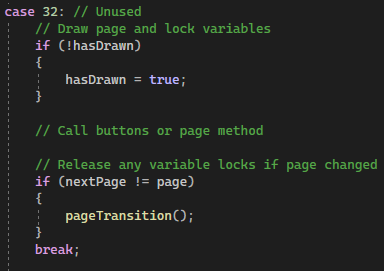 case 32: // Unused
// Draw page and lock variables
if (!hasDrawn)
{
hasDrawn = true;
}
// Call buttons or page method
// Release any variable locks if page changed
if (nextPage != page)
{
pageTransition();
}
break;